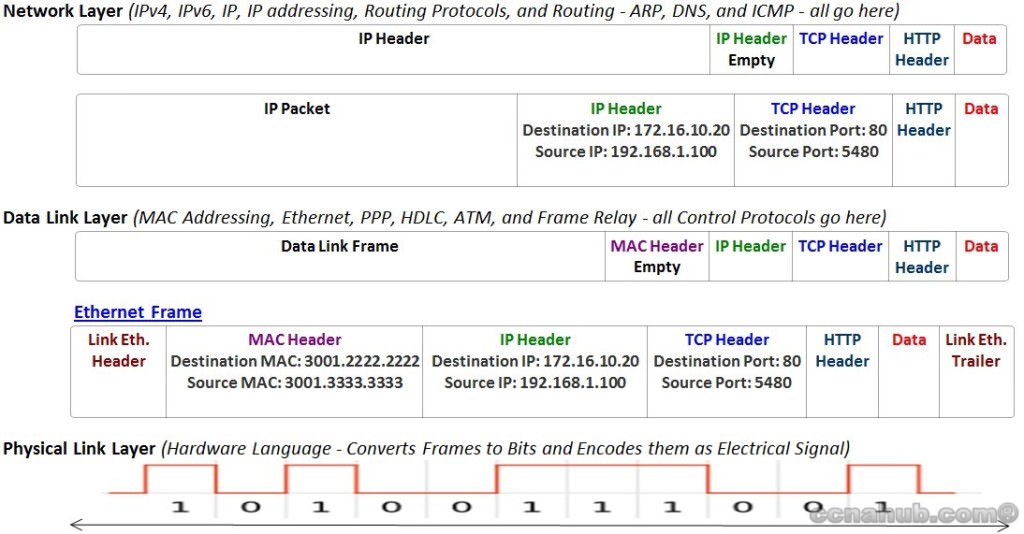 Network Layer (IPv4, IPv6, IP, IP addressing, Routing Protocols, and Routing - ARP, DNS, and ICMP - all go here)
IP Header IP Header TCP Header HTTP Data
Empty Header
IP Packet IP Header TCP Header HTTP Data
Destination IP: 172.16.10.20 Destination Port: 80 Header
Source IP: 192.168.1.100 Source Port: 5480
Data Link Layer (MAC Addressing, Ethernet, PPP, HDLC, ATM, and Frame Relay - all Control Protocols go here)
Data Link Frame MAC Header IP Header TCP Header HTTP Data
Empty Header
Ethernet Frame
Link Eth. MAC Header IP Header TCP Header HTTP Data Link Eth.
Header Destination MAC: 3001.2222.2222 Destination IP: 172.16.10.20 Destination Port: 80 Header Trailer
Source MAC: 3001.3333.3333 Source IP: 192.168.1.100 Source Port: 5480
Physical Link Layer (Hardware Language - Converts Frames to Bits and Encodes them as Electrical Signal)
1 0 1 0 0 1 1 1 0 0 1
ccnahub.com®